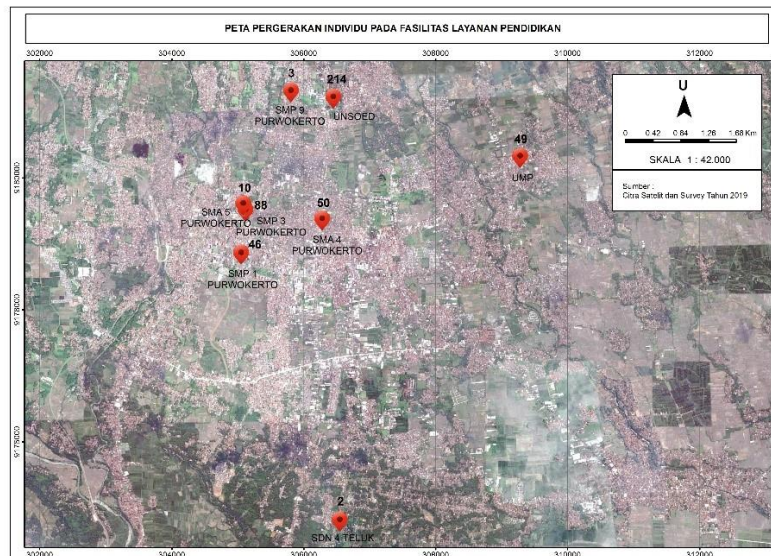 PETA PERGERAKAN INDIVIDU PADA FASILITAS LAYANAN PENDIDIKAN
302000 304000 306000 308000 310000 312000
3
SMP 9
PURWOKERTO
214
UNSOED
U
0 0.42 0.84 1.26 1.68 Km
SKALA 1 : 42.000
Sumber :
Citra Satelit dan Survey Tahun 2019
49
UMP
9180000
10
SMA 5
PURWOKERTO
88
SMP 3
PURWOKERTO
50
SMA 4
PURWOKERTO
46
SMP 1
PURWOKERTO
9178000
9175000
2
SDN 4 TELUK
302000 304000 306000 308000 310000 312000